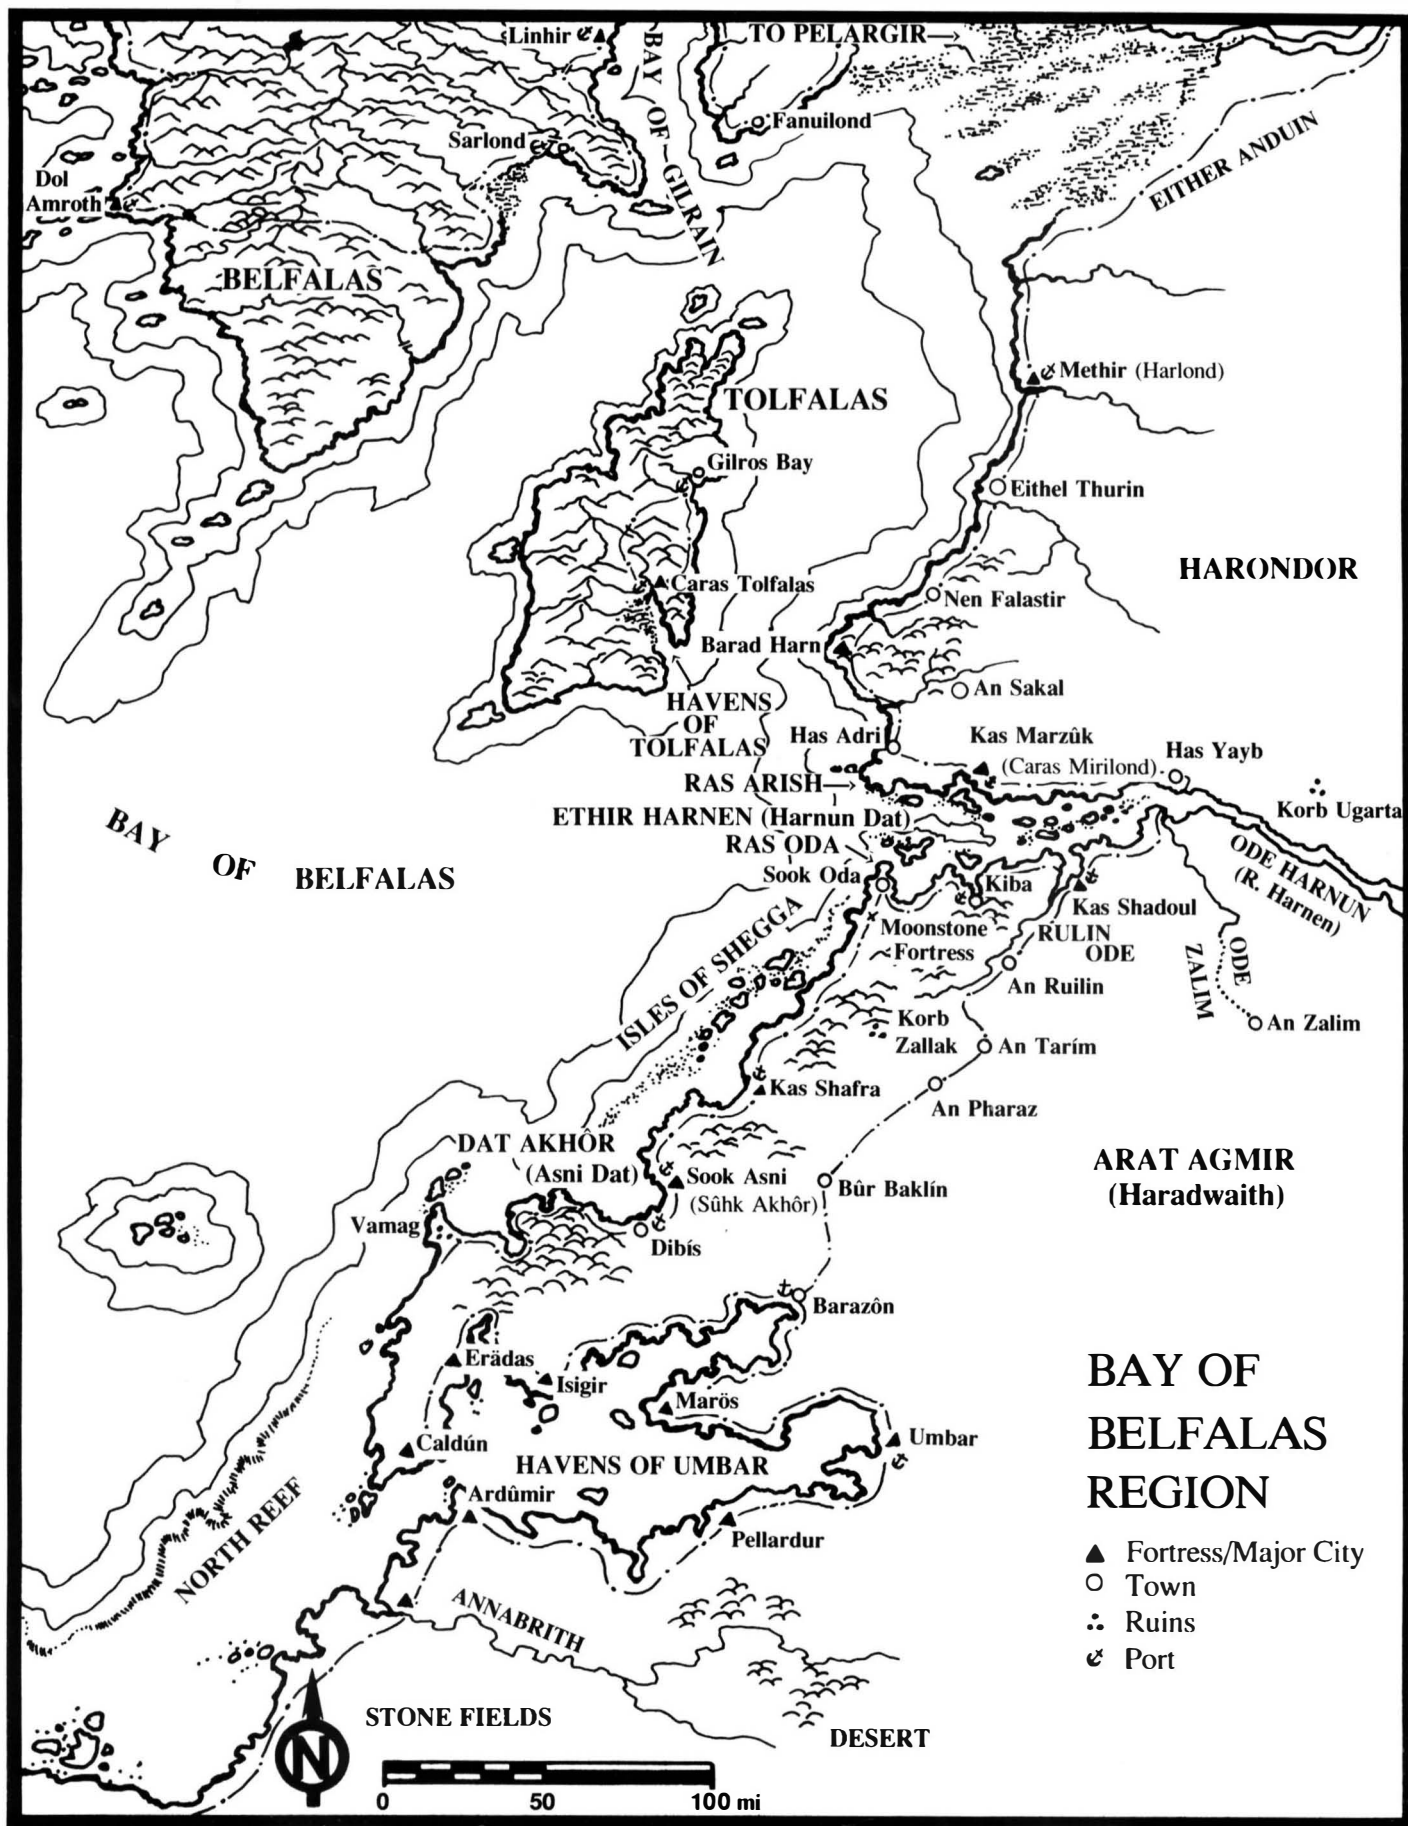 Linhir
BAY OF GILRAIN
TO PELARGIR
Fanuilond
Sarlond
EITHER ANDUIN
Dol
Amroth
BELFALAS
Methir (Harlond)
TOLFALAS
Gilros Bay
Eithel Thurin
HARONDOR
Caras Tolfalas
Nen Falastir
Barad Harn
An Sakal
HAVENS
OF
TOLFALAS
Has Adri
Kas Marzûk
(Caras Mirilond)
Has Yayb
RAS ARISH
Korb Ugarta
ETHIR HARNEN (Harnun Dat)
RAS ODA
BAY OF BELFALAS
Sook Oda
Kiba
ODE HARNUN
(R. Harnen)
Kas Shadoul
Moonstone
Fortress
RULIN
ODE
ODE
ZALIM
ISLES OF SHEGGA
An Ruilin
Korb
Zallak
An Tarím
An Zalim
Kas Shafra
An Pharaz
DAT AKHÔR
(Asni Dat)
ARAT AGMIR
(Haradwaith)
Sook Asni
(Sûhk Akhôr)
Bûr Baklín
Vamag
Dibís
Barazôn
Erädas
Isigir
Marös
BAY OF
BELFALAS
REGION
Caldún
Umbar
HAVENS OF UMBAR
Ardûmir
NORTH REEF
Pellardur
Fortress/Major City
Town
Ruins
Port
ANNABRITH
STONE FIELDS
DESERT
N
0 50 100 mi